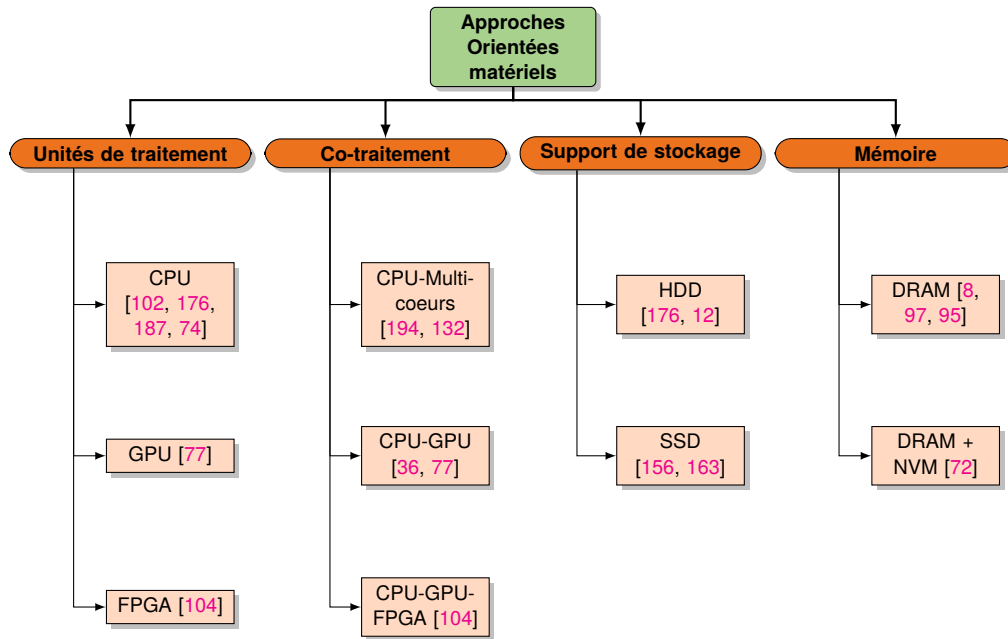 Approches
Orientées
matériels
Unités de traitement
Co-traitement
Support de stockage
Mémoire
CPU
[102, 176,
187, 74]
CPU-Multi-
coeurs
[194, 132]
HDD
[176, 12]
DRAM [8,
97, 95]
GPU [77]
CPU-GPU
[36, 77]
SSD
[156, 163]
DRAM +
NVM [72]
FPGA [104]
CPU-GPU-
FPGA [104]